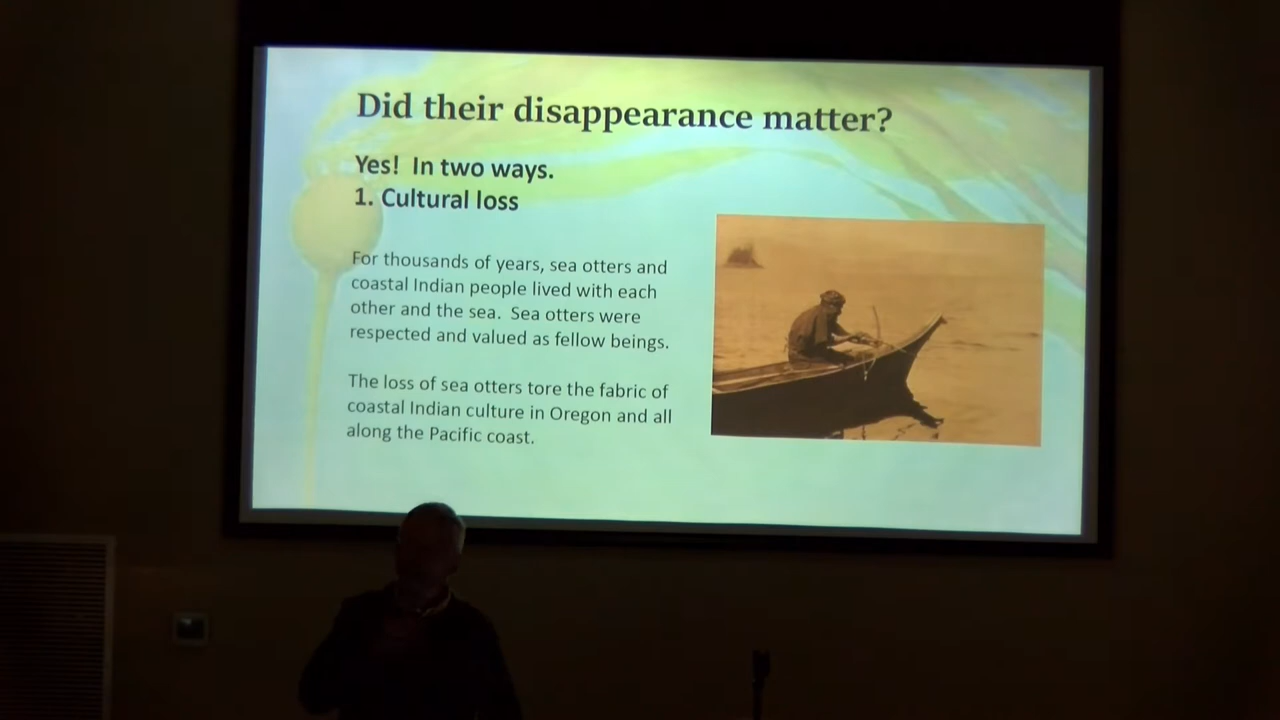 Did their disappearance matter?
Yes!  In two ways.
1. Cultural loss
For thousands of years, sea otters and
coastal Indian people lived with each
other and the sea.  Sea otters were
respected and valued as fellow beings.
The loss of sea otters tore the fabric of
coastal Indian culture in Oregon and all
along the Pacific coast.